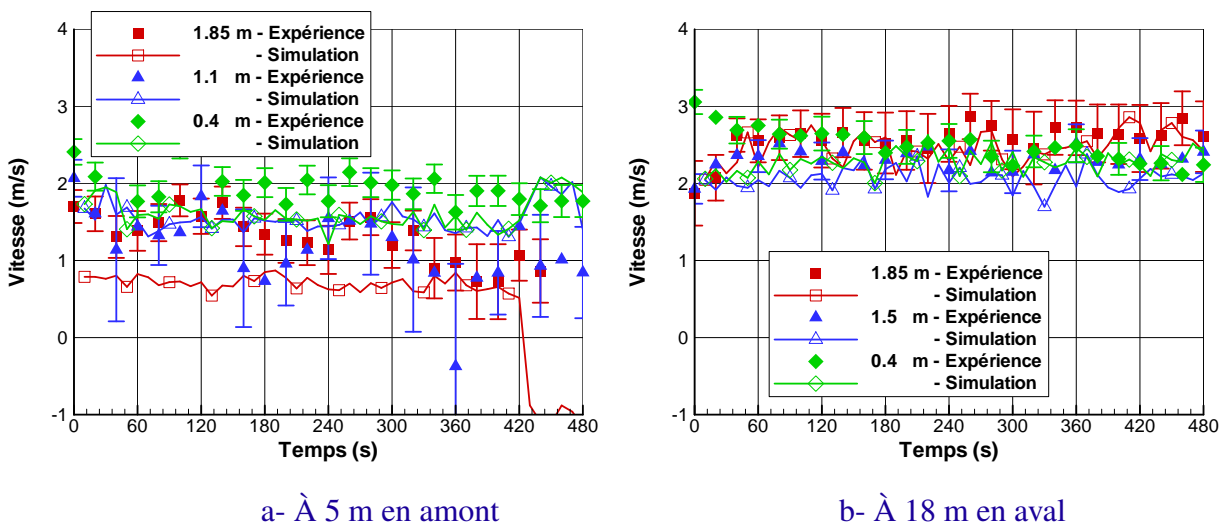 4
3
2
1
0
-1
Vitesse (m/s)
1.85 m - Expérience
- Simulation
1.1 m - Expérience
- Simulation
0.4 m - Expérience
- Simulation
0 60 120 180 240 300 360 420 480
Temps (s)
a- À 5 m en amont
4
3
2
1
0
-1
Vitesse (m/s)
1.85 m - Expérience
- Simulation
1.5 m - Expérience
- Simulation
0.4 m - Expérience
- Simulation
0 60 120 180 240 300 360 420 480
Temps (s)
b- À 18 m en aval